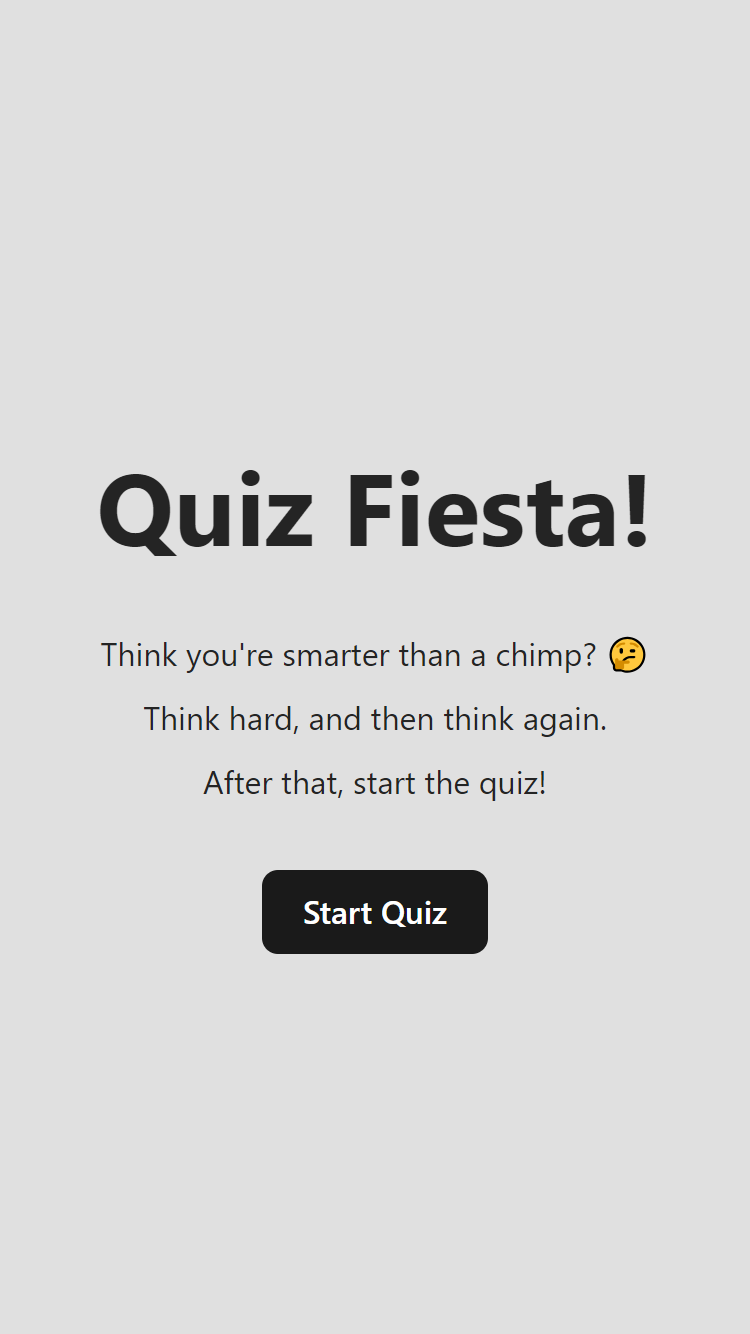 Quiz Fiesta!
Think you're smarter than a chimp? 🤔
Think hard, and then think again.
After that, start the quiz!
Start Quiz